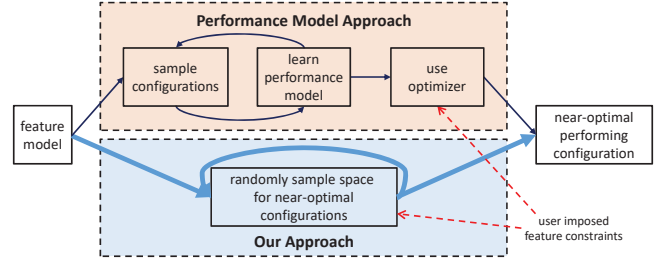 Performance Model Approach
sample
configurations
learn
performance
model
use
optimizer
feature
model
near-optimal
performing
configuration
randomly sample space
for near-optimal
configurations
user imposed
feature constraints
Our Approach